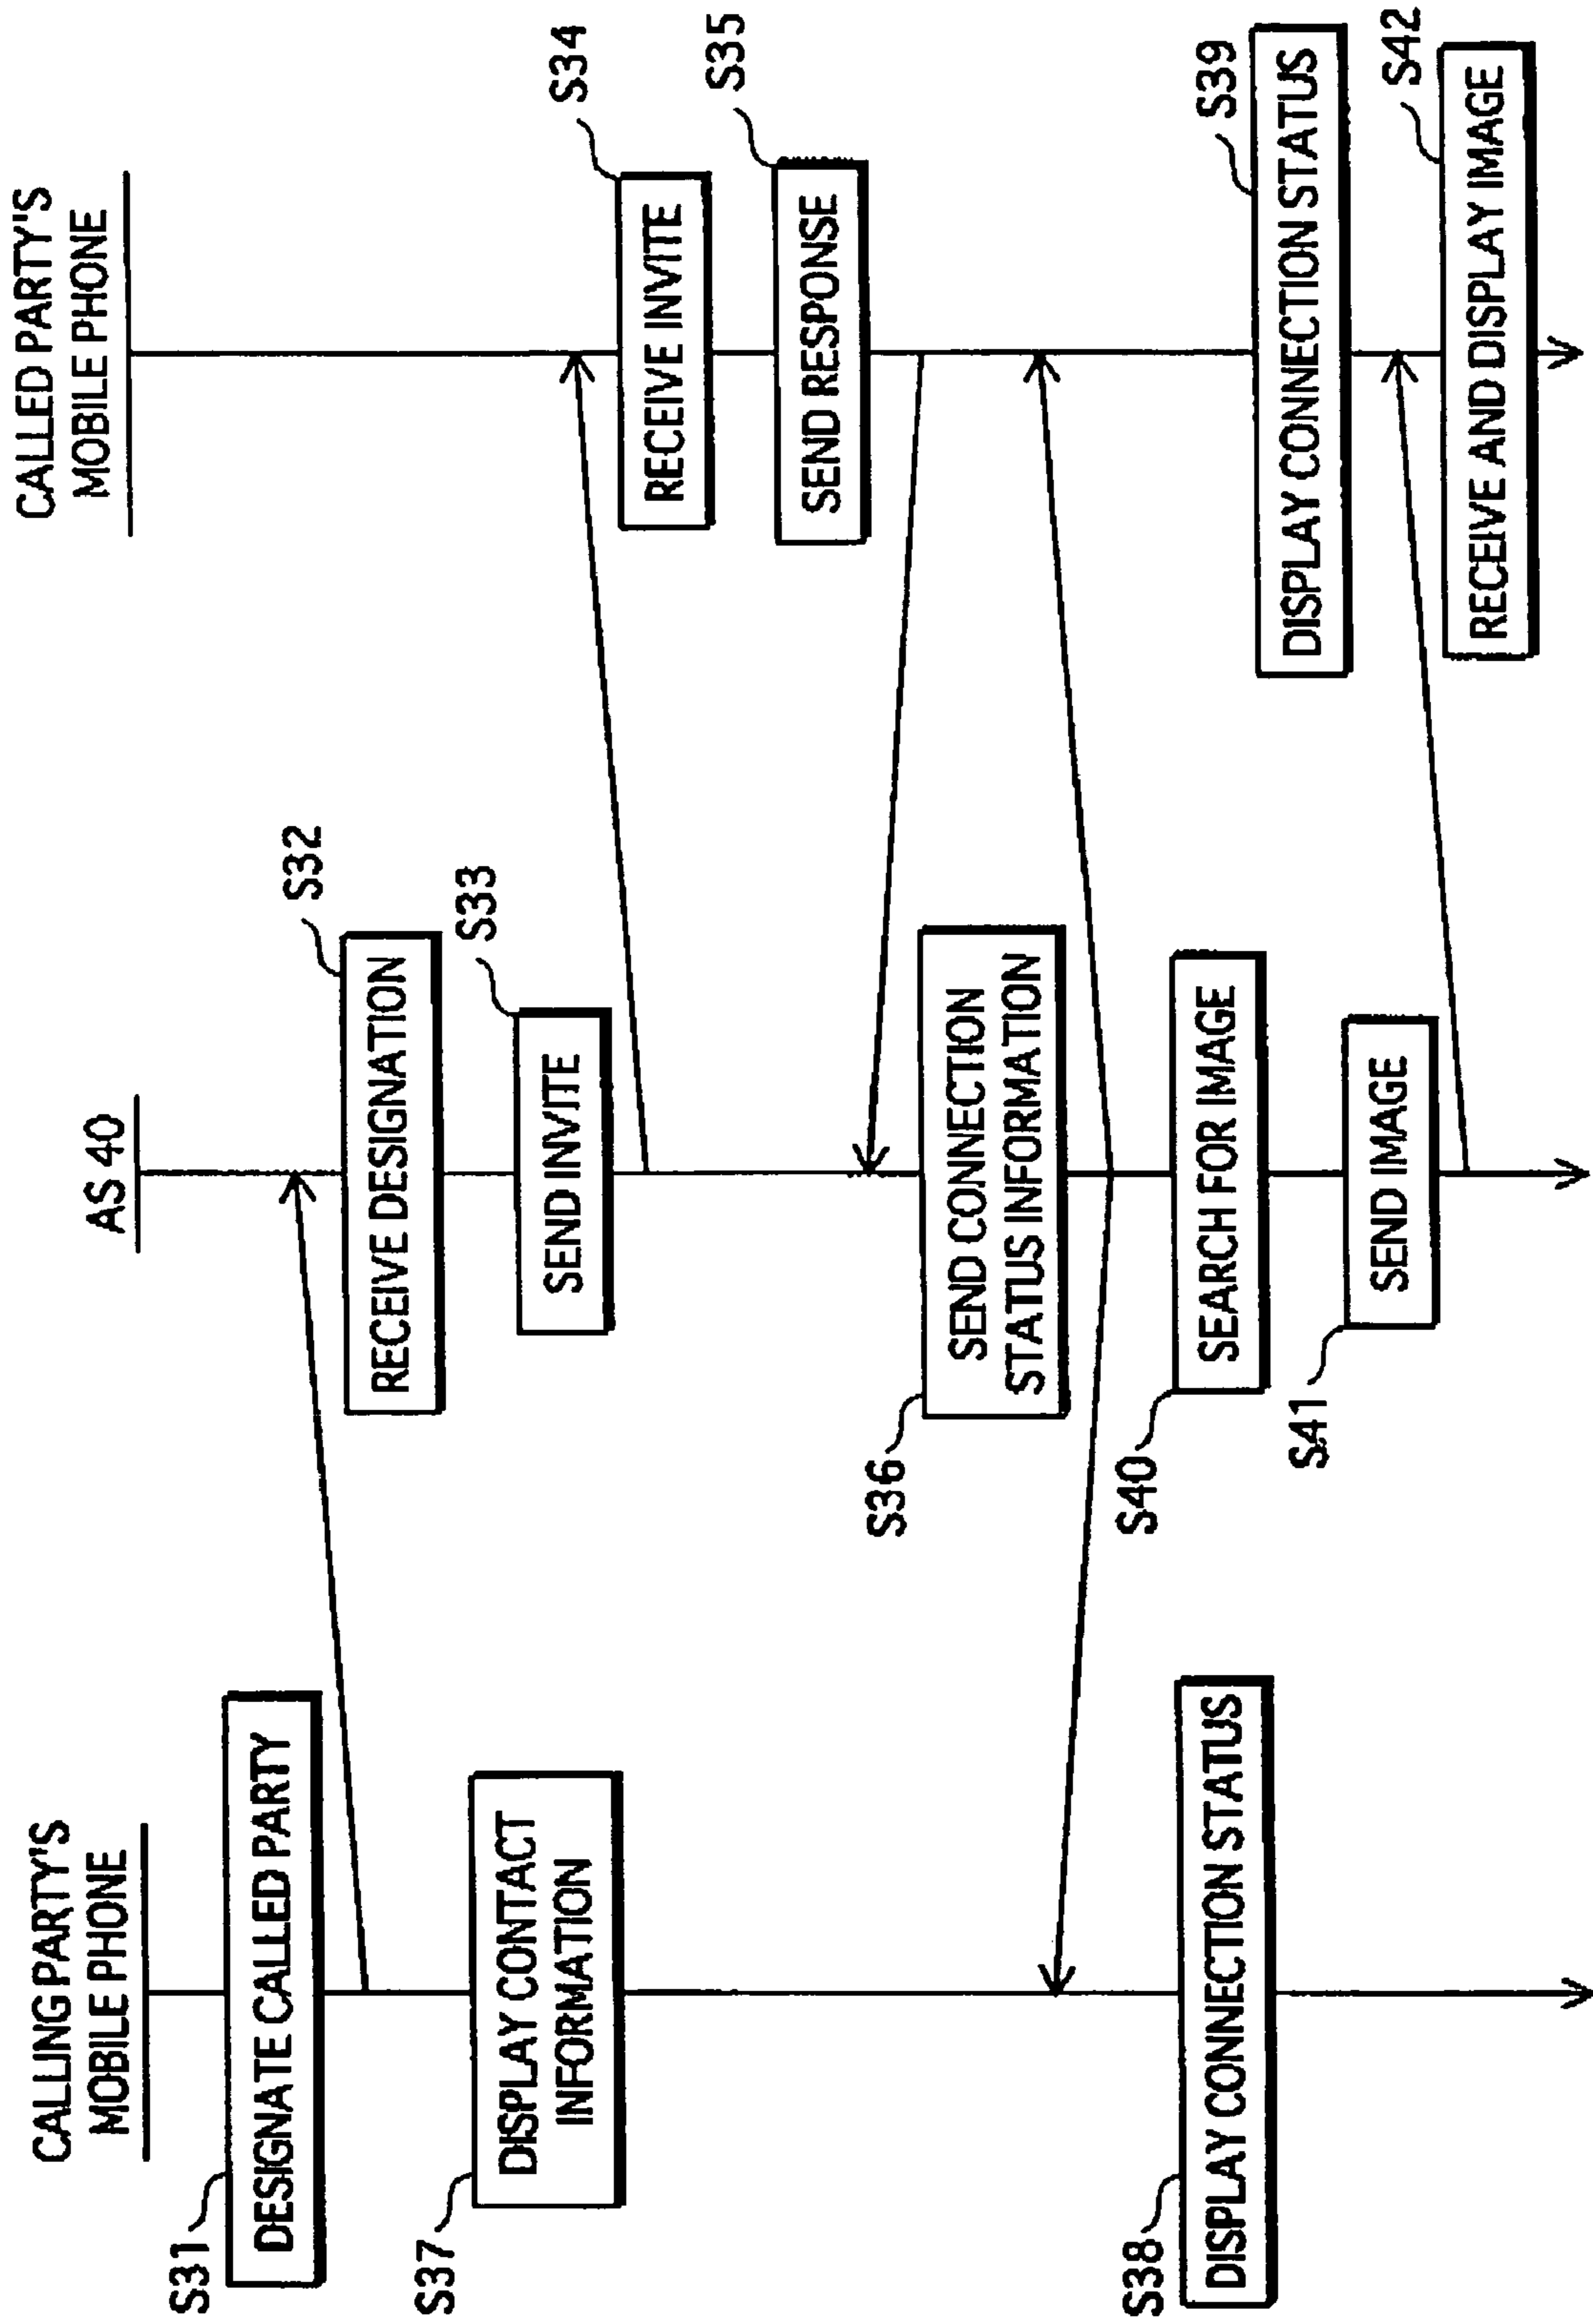 CALLING PARTY'S
MOBILE PHONE
S31
DESIGNATE CALLED PARTY
S37
DISPLAY CONTACT
INFORMATION
S38
DISPLAY CONNECTION STATUS
AS 40
S32
RECEIVE DESIGNATION
S33
SEND INVITE
S36
SEND CONNECTION
STATUS INFORMATION
S40
SEARCH FOR IMAGE
S41
SEND IMAGE
CALLED PARTY'S
MOBILE PHONE
S34
RECEIVE INVITE
S35
SEND RESPONSE
S39
DISPLAY CONNECTION STATUS
S42
RECEIVE AND DISPLAY IMAGE